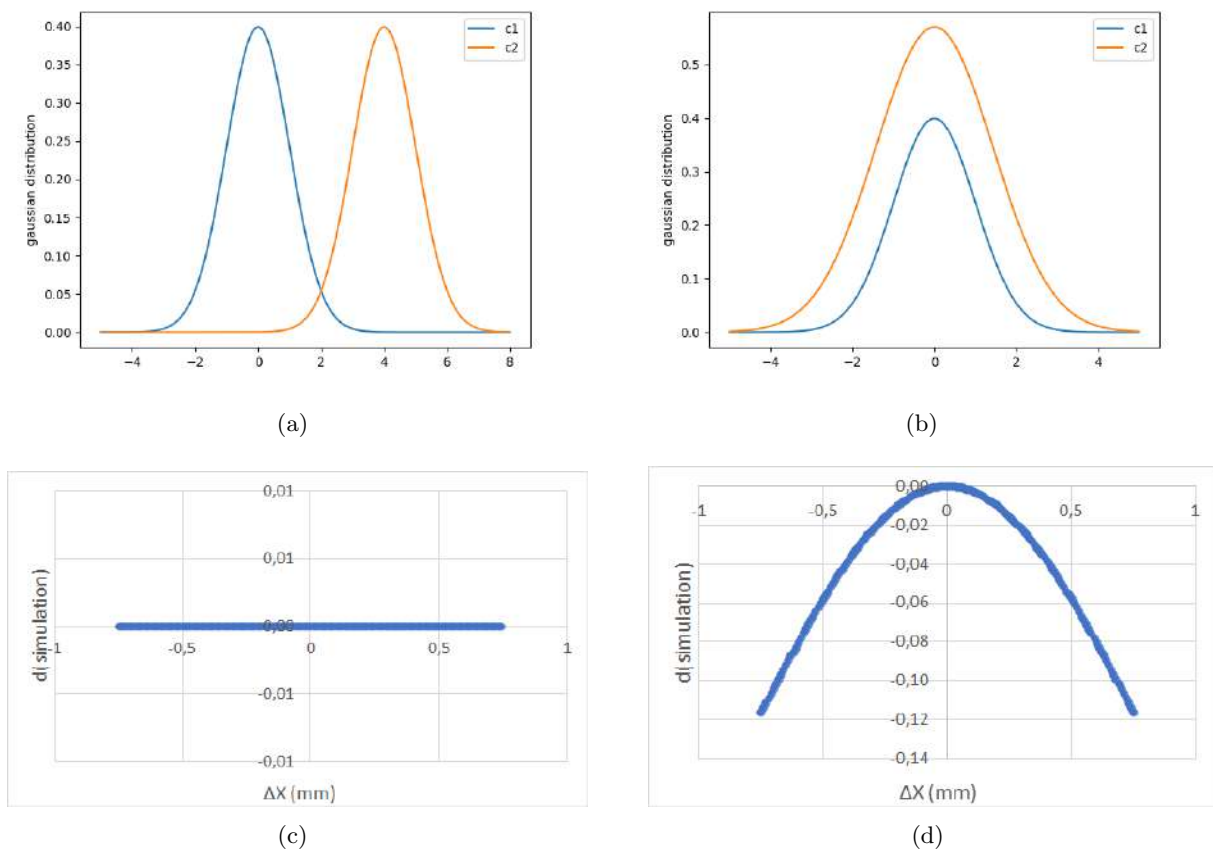 0.40
0.35
0.30
0.25
0.20
0.15
0.10
0.05
0.00
gaussian distribution
c1
c2
−4 −2 0 2 4 6 8
(a)
0.5
0.4
0.3
0.2
0.1
0.0
gaussian distribution
c1
c2
−4 −2 0 2 4
(b)
0,01
0,01
0,00
-1 -0,5 0 0,5 1
-0,01
-0,01
d( simulation)
ΔX (mm)
(c)
0,00
-1 -0,5 0 0,5 1
-0,02
-0,04
-0,06
-0,08
-0,10
-0,12
-0,14
d( simulation)
ΔX (mm)
(d)